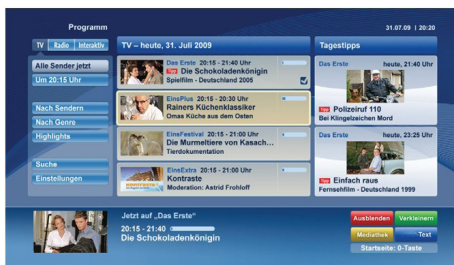 Programm
31.07.09 | 20:20
TV Radio Interaktiv
Alle Sender jetzt
Um 20:15 Uhr
Nach Sendern
Nach Genre
Highlights
Suche
Einstellungen
TV – heute, 31. Juli 2009
Das Erste 20:15 - 21:40 Uhr
Tipp Die Schokoladenkönigin
Spielfilm - Deutschland 2005
EinsPlus 20:15 - 20:30 Uhr
Rainers Küchenklassiker
Omas Küche aus dem Osten
EinsFestival 20:15 - 21:00 Uhr
Die Murmeltiere von Kasach...
Tierdokumentation
EinsExtra 20:15 - 21:00 Uhr
Kontraste
Moderation: Astrid Frohloff
kontraste
Tagestipps
Das Erste heute, 21:40 Uhr
Tipp Polizeiruf 110
Bei Klingelzeichen Mord
Das Erste heute, 23:25 Uhr
Tipp Einfach raus
Fernsehfilm - Deutschland 1999
Jetzt auf „Das Erste“
20:15 - 21:40
Die Schokoladenkönigin
Ausblenden Verkleinern
Mediathek Text
Startseite: 0-Taste